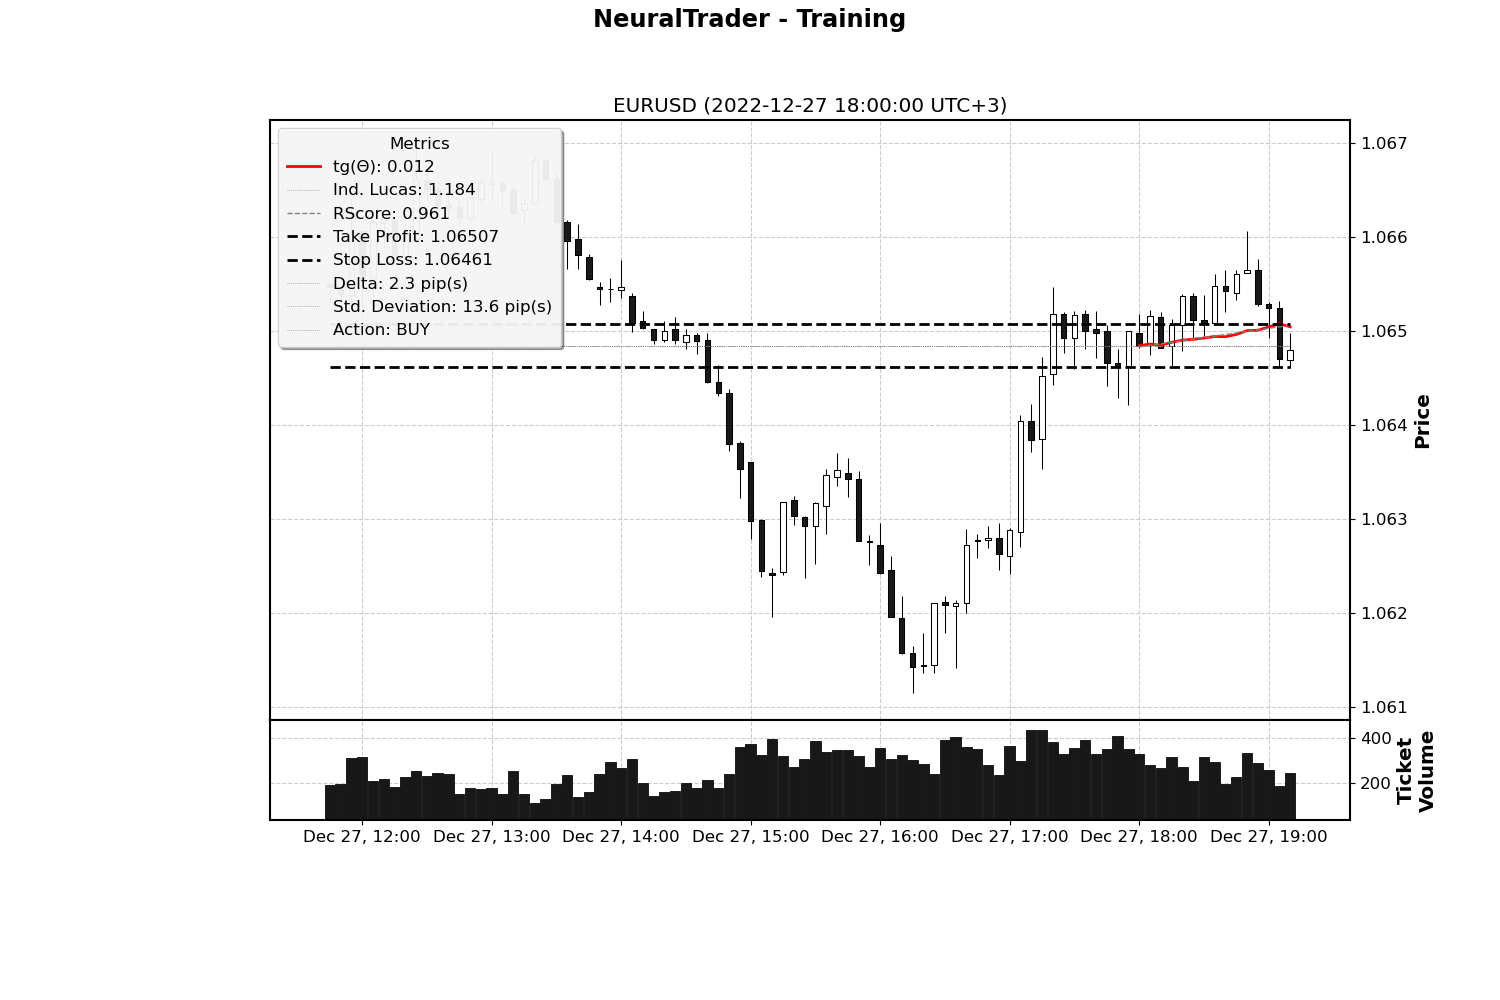 NeuralTrader - Training
EURUSD (2022-12-27 18:00:00 UTC+3)
Metrics
tg(Θ): 0.012
Ind. Lucas: 1.184
RScore: 0.961
Take Profit: 1.06507
Stop Loss: 1.06461
Delta: 2.3 pip(s)
Std. Deviation: 13.6 pip(s)
Action: BUY
1.067
1.066
1.065
1.064
1.063
1.062
1.061
Price
400
200
Ticket
Volume
Dec 27, 12:00 Dec 27, 13:00 Dec 27, 14:00 Dec 27, 15:00 Dec 27, 16:00 Dec 27, 17:00 Dec 27, 18:00 Dec 27, 19:00